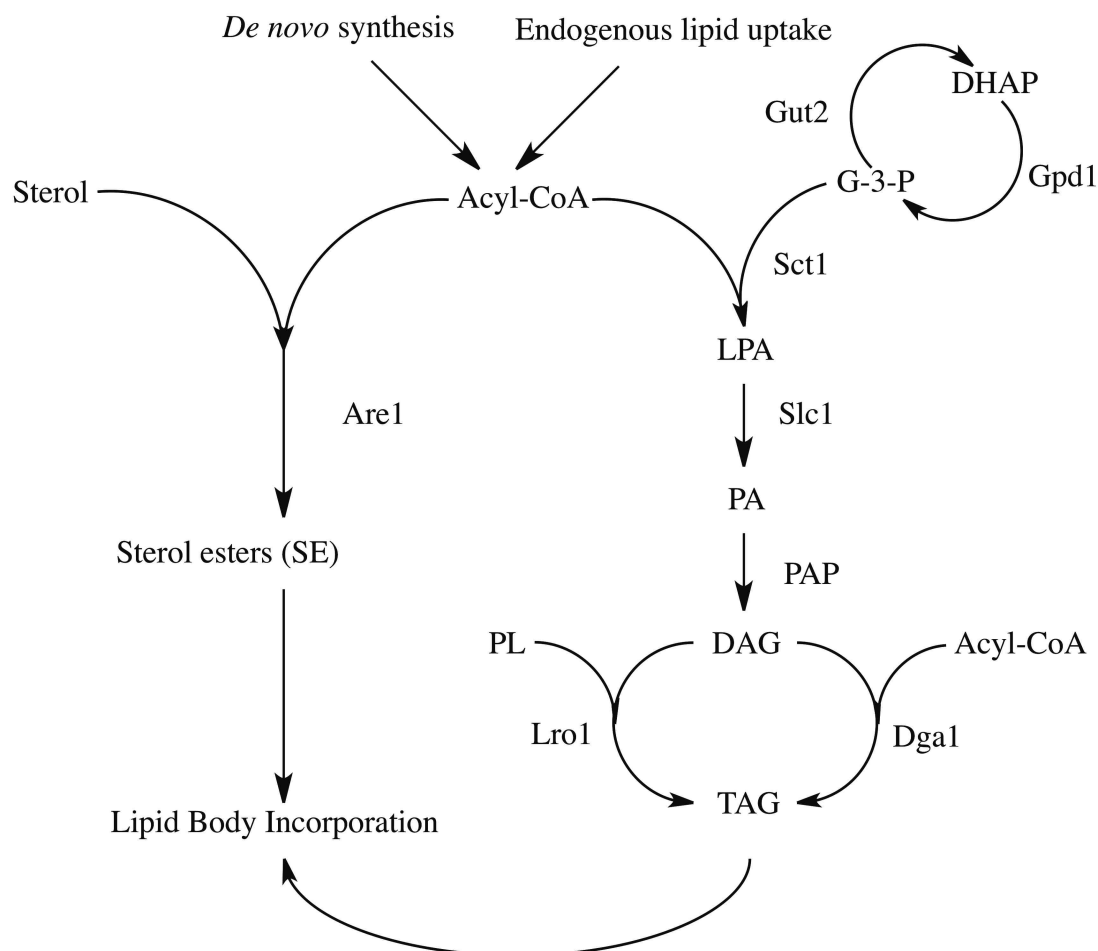 De novo synthesis
Endogenous lipid uptake
DHAP
Gut2
Gpd1
G-3-P
Sterol
Acyl-CoA
Sct1
LPA
Are1
Slc1
PA
Sterol esters (SE)
PAP
PL
DAG
Acyl-CoA
Lro1
Dga1
TAG
Lipid Body Incorporation